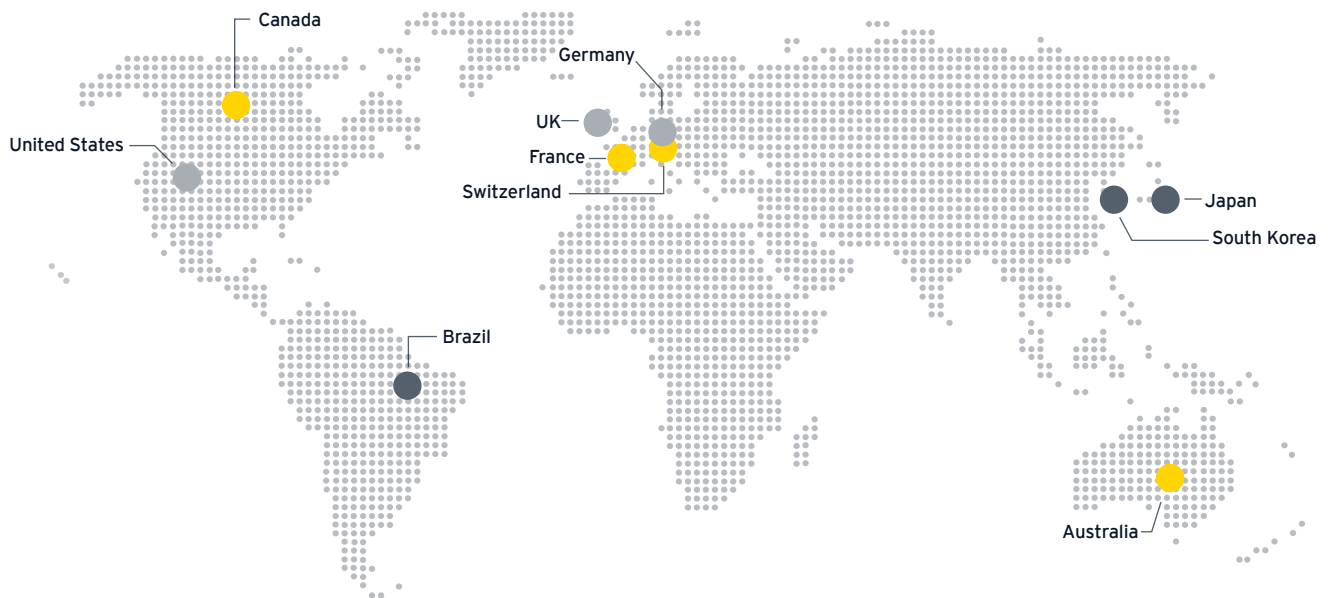 Canada
Germany
UK
United States
France
Switzerland
Japan
South Korea
Brazil
Australia